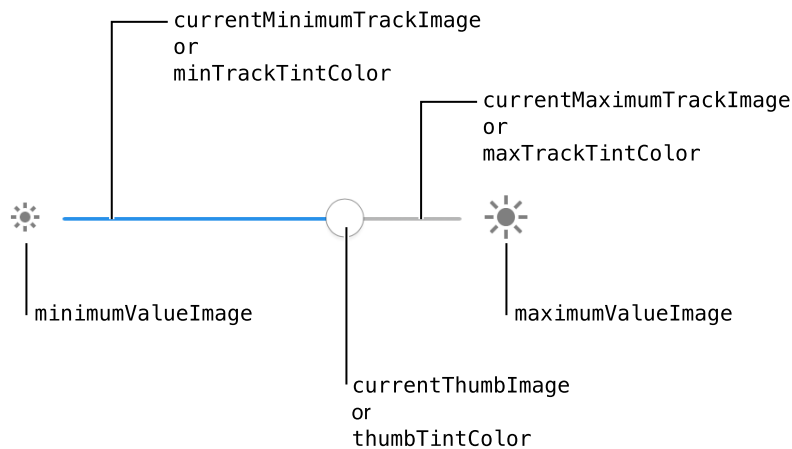 currentMinimumTrackImage
or
minTrackTintColor
currentMaximumTrackImage
or
maxTrackTintColor
minimumValueImage
maximumValueImage
currentThumbImage
or
thumbTintColor